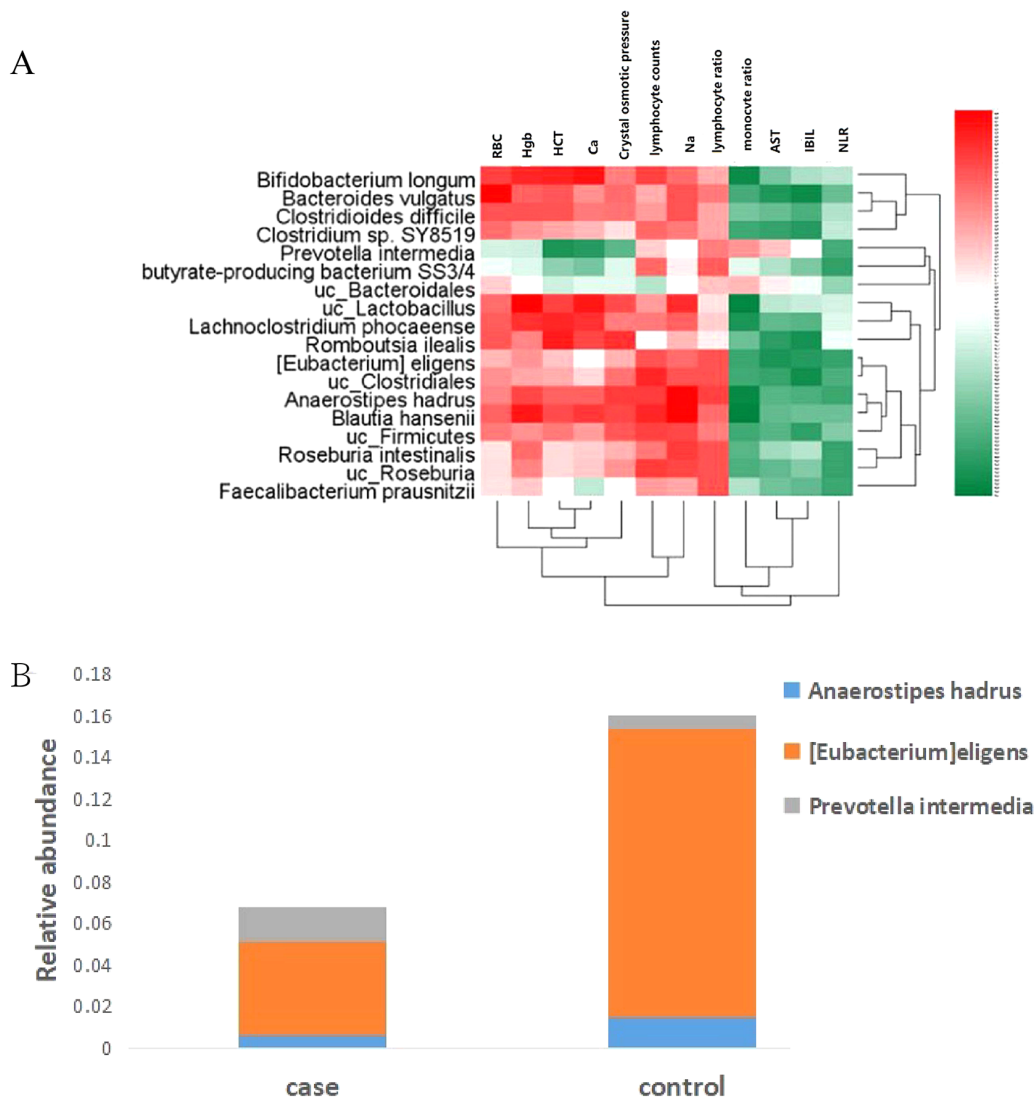 A
RBC
Hgb
HCT
Ca
Crystal osmotic pressure
lymphocyte counts
Na
lymphocyte ratio
monocvte ratio
AST
IBIL
NLR
Bifidobacterium longum
Bacteroides vulgatus
Clostridioides difficile
Clostridium sp. SY8519
Prevotella intermedia
butyrate-producing bacterium SS3/4
uc_Bacteroidales
uc_Lactobacillus
Lachnoclostridium phocaeense
Romboutsia ilealis
[Eubacterium] eligens
uc_Clostridiales
Anaerostipes hadrus
Blautia hansenii
uc_Firmicutes
Roseburia intestinalis
uc_Roseburia
Faecalibacterium prausnitzii
B
Relative abundance
0.18
0.16
0.14
0.12
0.1
0.08
0.06
0.04
0.02
0
case
control
Anaerostipes hadrus
[Eubacterium]eligens
Prevotella intermedia